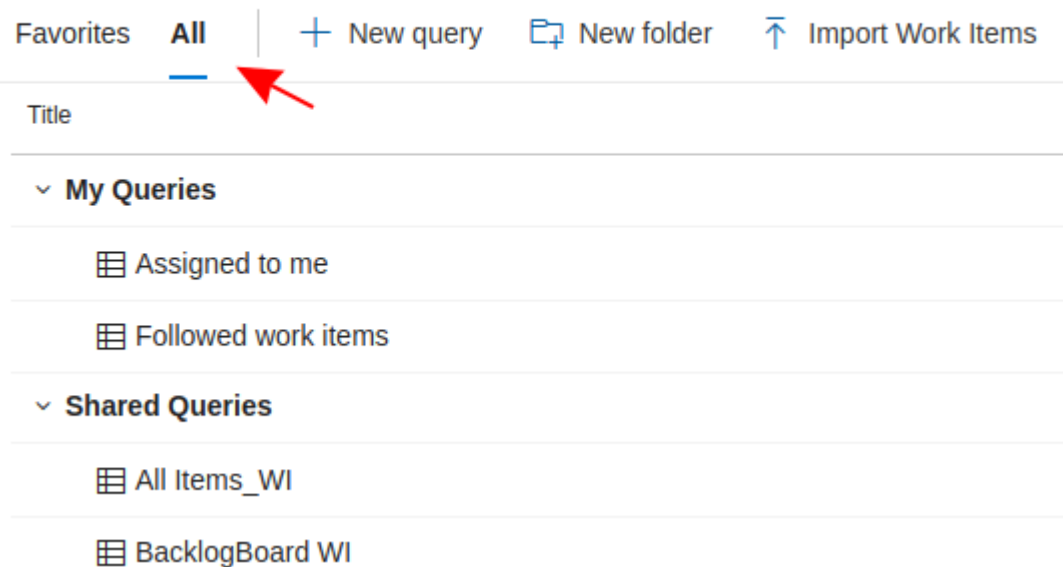 Favorites All New query New folder Import Work Items
Title
My Queries
Assigned to me
Followed work items
Shared Queries
All Items_WI
BacklogBoard WI